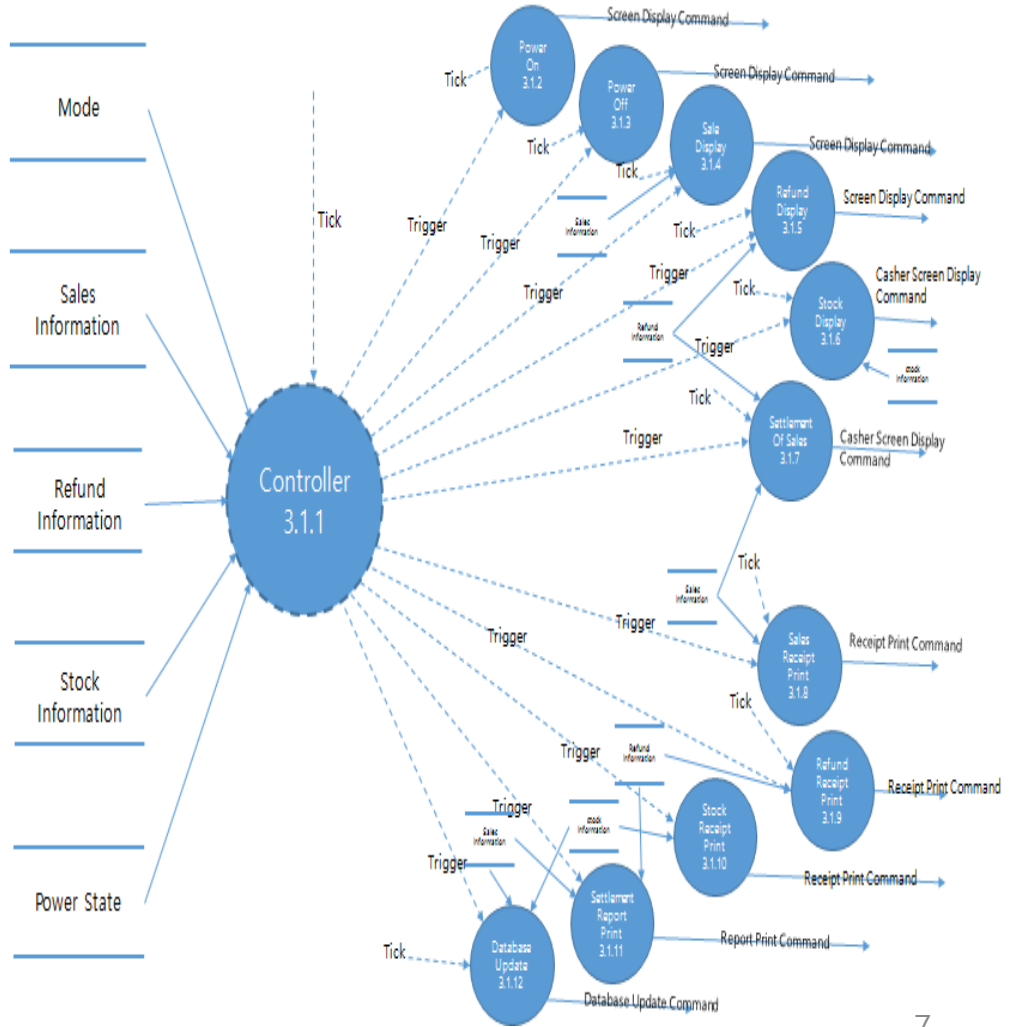 Mode
Sales
Information
Refund
Information
Stock
Information
Power State
Tick
Controller
3.1.1
Power
On
3.1.2
Tick
Trigger
Screen Display Command
Power
Off
3.1.3
Tick
Trigger
Screen Display Command
Sale
Display
3.1.4
Tick
Sales
Information
Trigger
Screen Display Command
Refund
Display
3.1.5
Tick
Trigger
Screen Display Command
Refund
Information
Stock
Display
3.1.6
Tick
Trigger
Casher Screen Display
Command
stock
Information
Settlement
Of Sales
3.1.7
Tick
Trigger
Casher Screen Display
Command
Sales
Information
Tick
Sales
Receipt
Print
3.1.8
Trigger
Receipt Print Command
Tick
Refund
Receipt
Print
3.1.9
Trigger
Refund
Information
Receipt Print Command
Stock
Receipt
Print
3.1.10
Trigger
stock
Information
Receipt Print Command
Settlement
Report
Print
3.1.11
Trigger
Sales
Information
Report Print Command
Database
Update
3.1.12
Trigger
Tick
Database Update Command
7